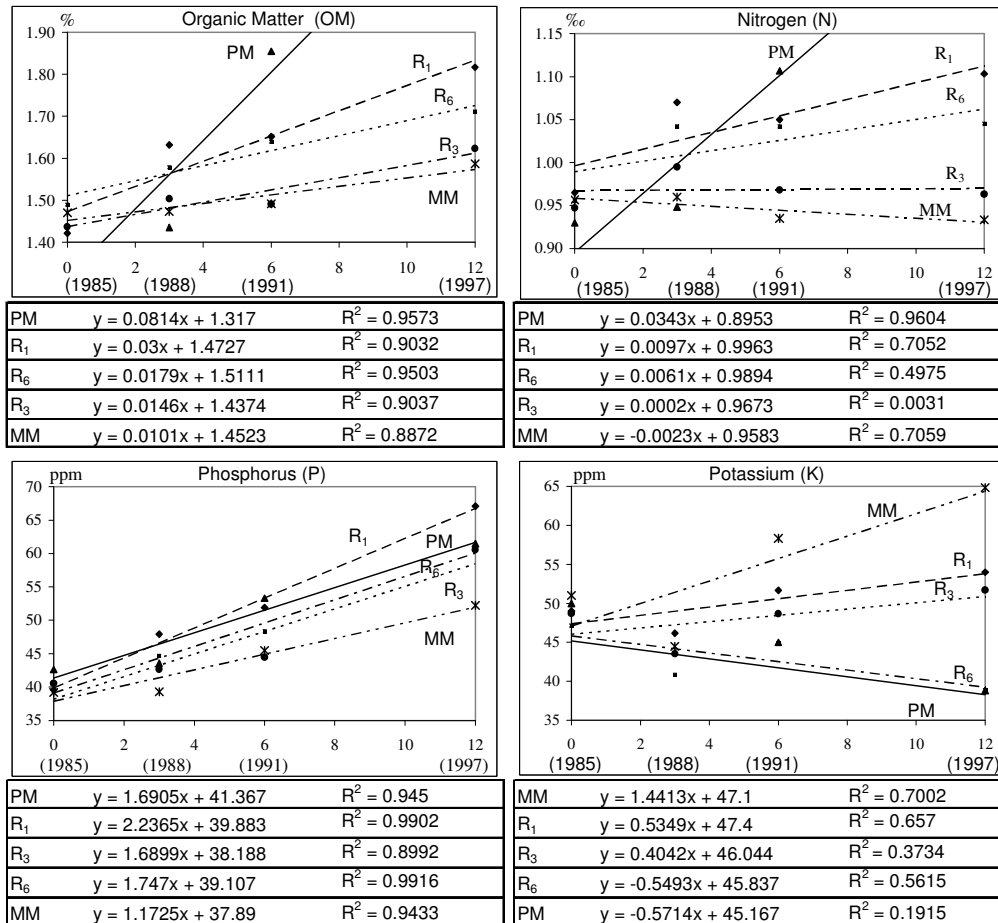 Organic Matter (OM)
%
1.90
1.80
1.70
1.60
1.50
1.40
PM
R1
R6
R3
MM
0 2 4 6 8 10 12
(1985) (1988) (1991) (1997)
PM y = 0.0814x + 1.317 R² = 0.9573
R1 y = 0.03x + 1.4727 R² = 0.9032
R6 y = 0.0179x + 1.5111 R² = 0.9503
R3 y = 0.0146x + 1.4374 R² = 0.9037
MM y = 0.0101x + 1.4523 R² = 0.8872
Nitrogen (N)
‰
1.15
1.10
1.05
1.00
0.95
0.90
PM
R1
R6
R3
MM
0 2 4 6 8 10 12
(1985) (1988) (1991) (1997)
PM y = 0.0343x + 0.8953 R² = 0.9604
R1 y = 0.0097x + 0.9963 R² = 0.7052
R6 y = 0.0061x + 0.9894 R² = 0.4975
R3 y = 0.0002x + 0.9673 R² = 0.0031
MM y = -0.0023x + 0.9583 R² = 0.7059
Phosphorus (P)
ppm
70
65
60
55
50
45
40
35
R1
PM
R6
R3
MM
0 2 4 6 8 10 12
(1985) (1988) (1991) (1997)
PM y = 1.6905x + 41.367 R² = 0.945
R1 y = 2.2365x + 39.883 R² = 0.9902
R3 y = 1.6899x + 38.188 R² = 0.8992
R6 y = 1.747x + 39.107 R² = 0.9916
MM y = 1.1725x + 37.89 R² = 0.9433
Potassium (K)
ppm
65
60
55
50
45
40
35
MM
R1
R3
R6
PM
0 2 4 6 8 10 12
(1985) (1988) (1991) (1997)
MM y = 1.4413x + 47.1 R² = 0.7002
R1 y = 0.5349x + 47.4 R² = 0.657
R3 y = 0.4042x + 46.044 R² = 0.3734
R6 y = -0.5493x + 45.837 R² = 0.5615
PM y = -0.5714x + 45.167 R² = 0.1915